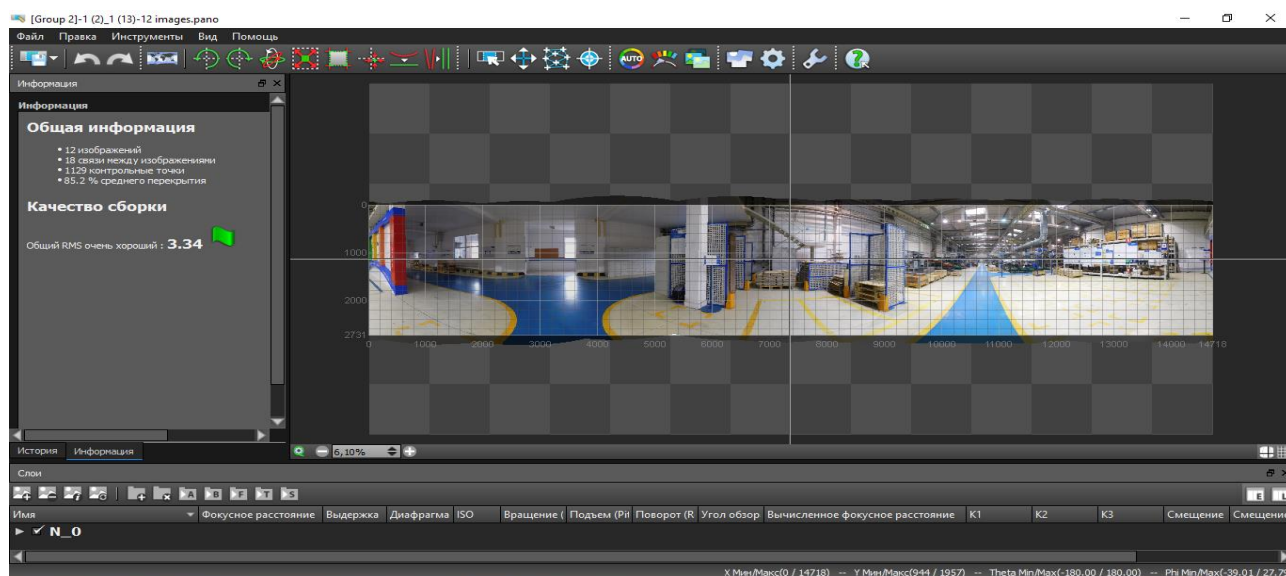 [Group 2]-1 (2)_1 (13)-12 images.pano
Файл Правка Инструменты Вид Помощь
AUTO
Информация
Информация
Общая информация
12 изображений
18 связи между изображениями
1129 контрольные точки
85.2 % среднего перекрытия
Качество сборки
Общий RMS очень хороший : 3.34
0
1000
2000
2731
0 1000 2000 3000 4000 5000 6000 7000 8000 9000 10000 11000 12000 13000 14000 14718
История Информация
6,10%
Слои
A B F T S E L
Имя Фокусное расстояние Выдержка Диафрагма ISO Вращение ( Подъем (Pit Поворот (R Угол обзор Вычисленное фокусное расстояние K1 K2 K3 Смещение Смещение
N_0
X Мин/Макс(0 / 14718) -- Y Мин/Макс(944 / 1957) -- Theta Min/Max(-180.00 / 180.00) -- Phi Min/Max(-39.01 / 27.7